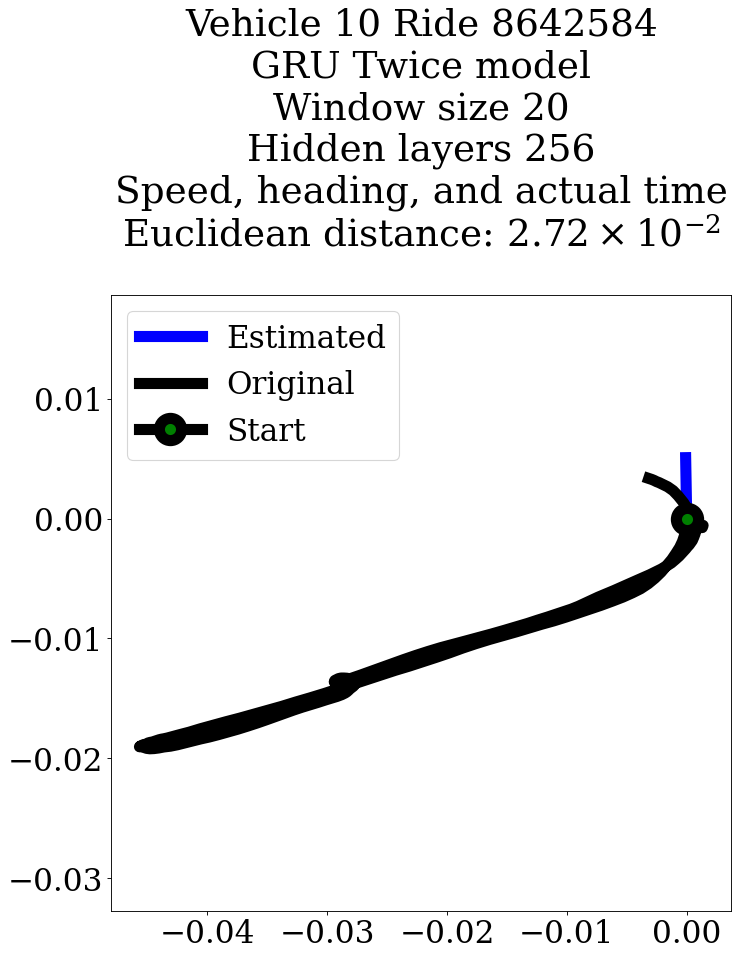 Vehicle 10 Ride 8642584
GRU Twice model
Window size 20
Hidden layers 256
Speed, heading, and actual time
Euclidean distance: 2.72 × 10⁻²
Estimated
Original
Start
0.01
0.00
−0.01
−0.02
−0.03
−0.04
−0.03
−0.02
−0.01
0.00